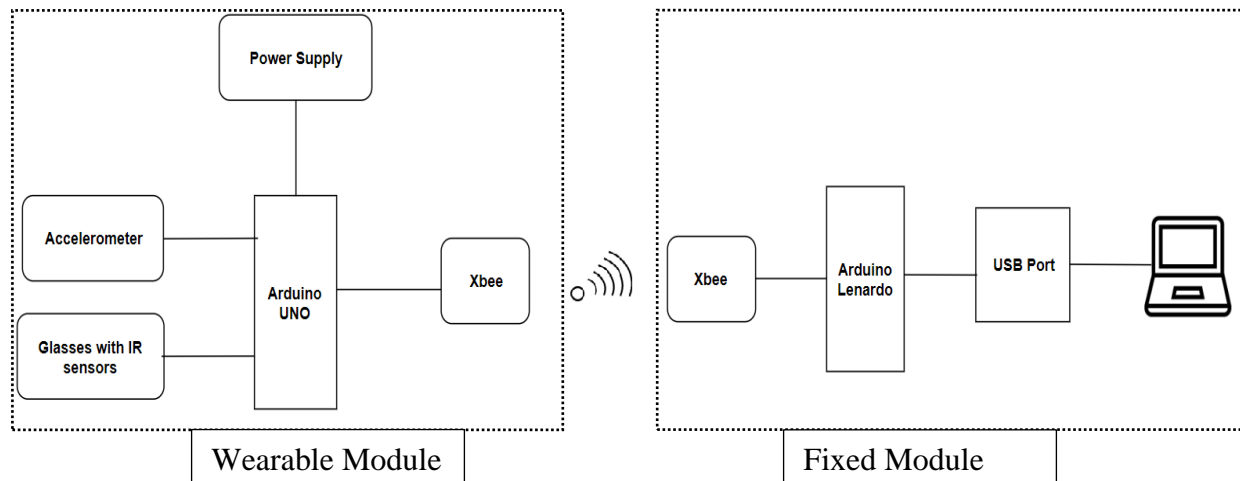 Power Supply
Accelerometer
Glasses with IR
sensors
Arduino
UNO
Xbee
Wearable Module
Xbee
Arduino
Lenardo
USB Port
Fixed Module